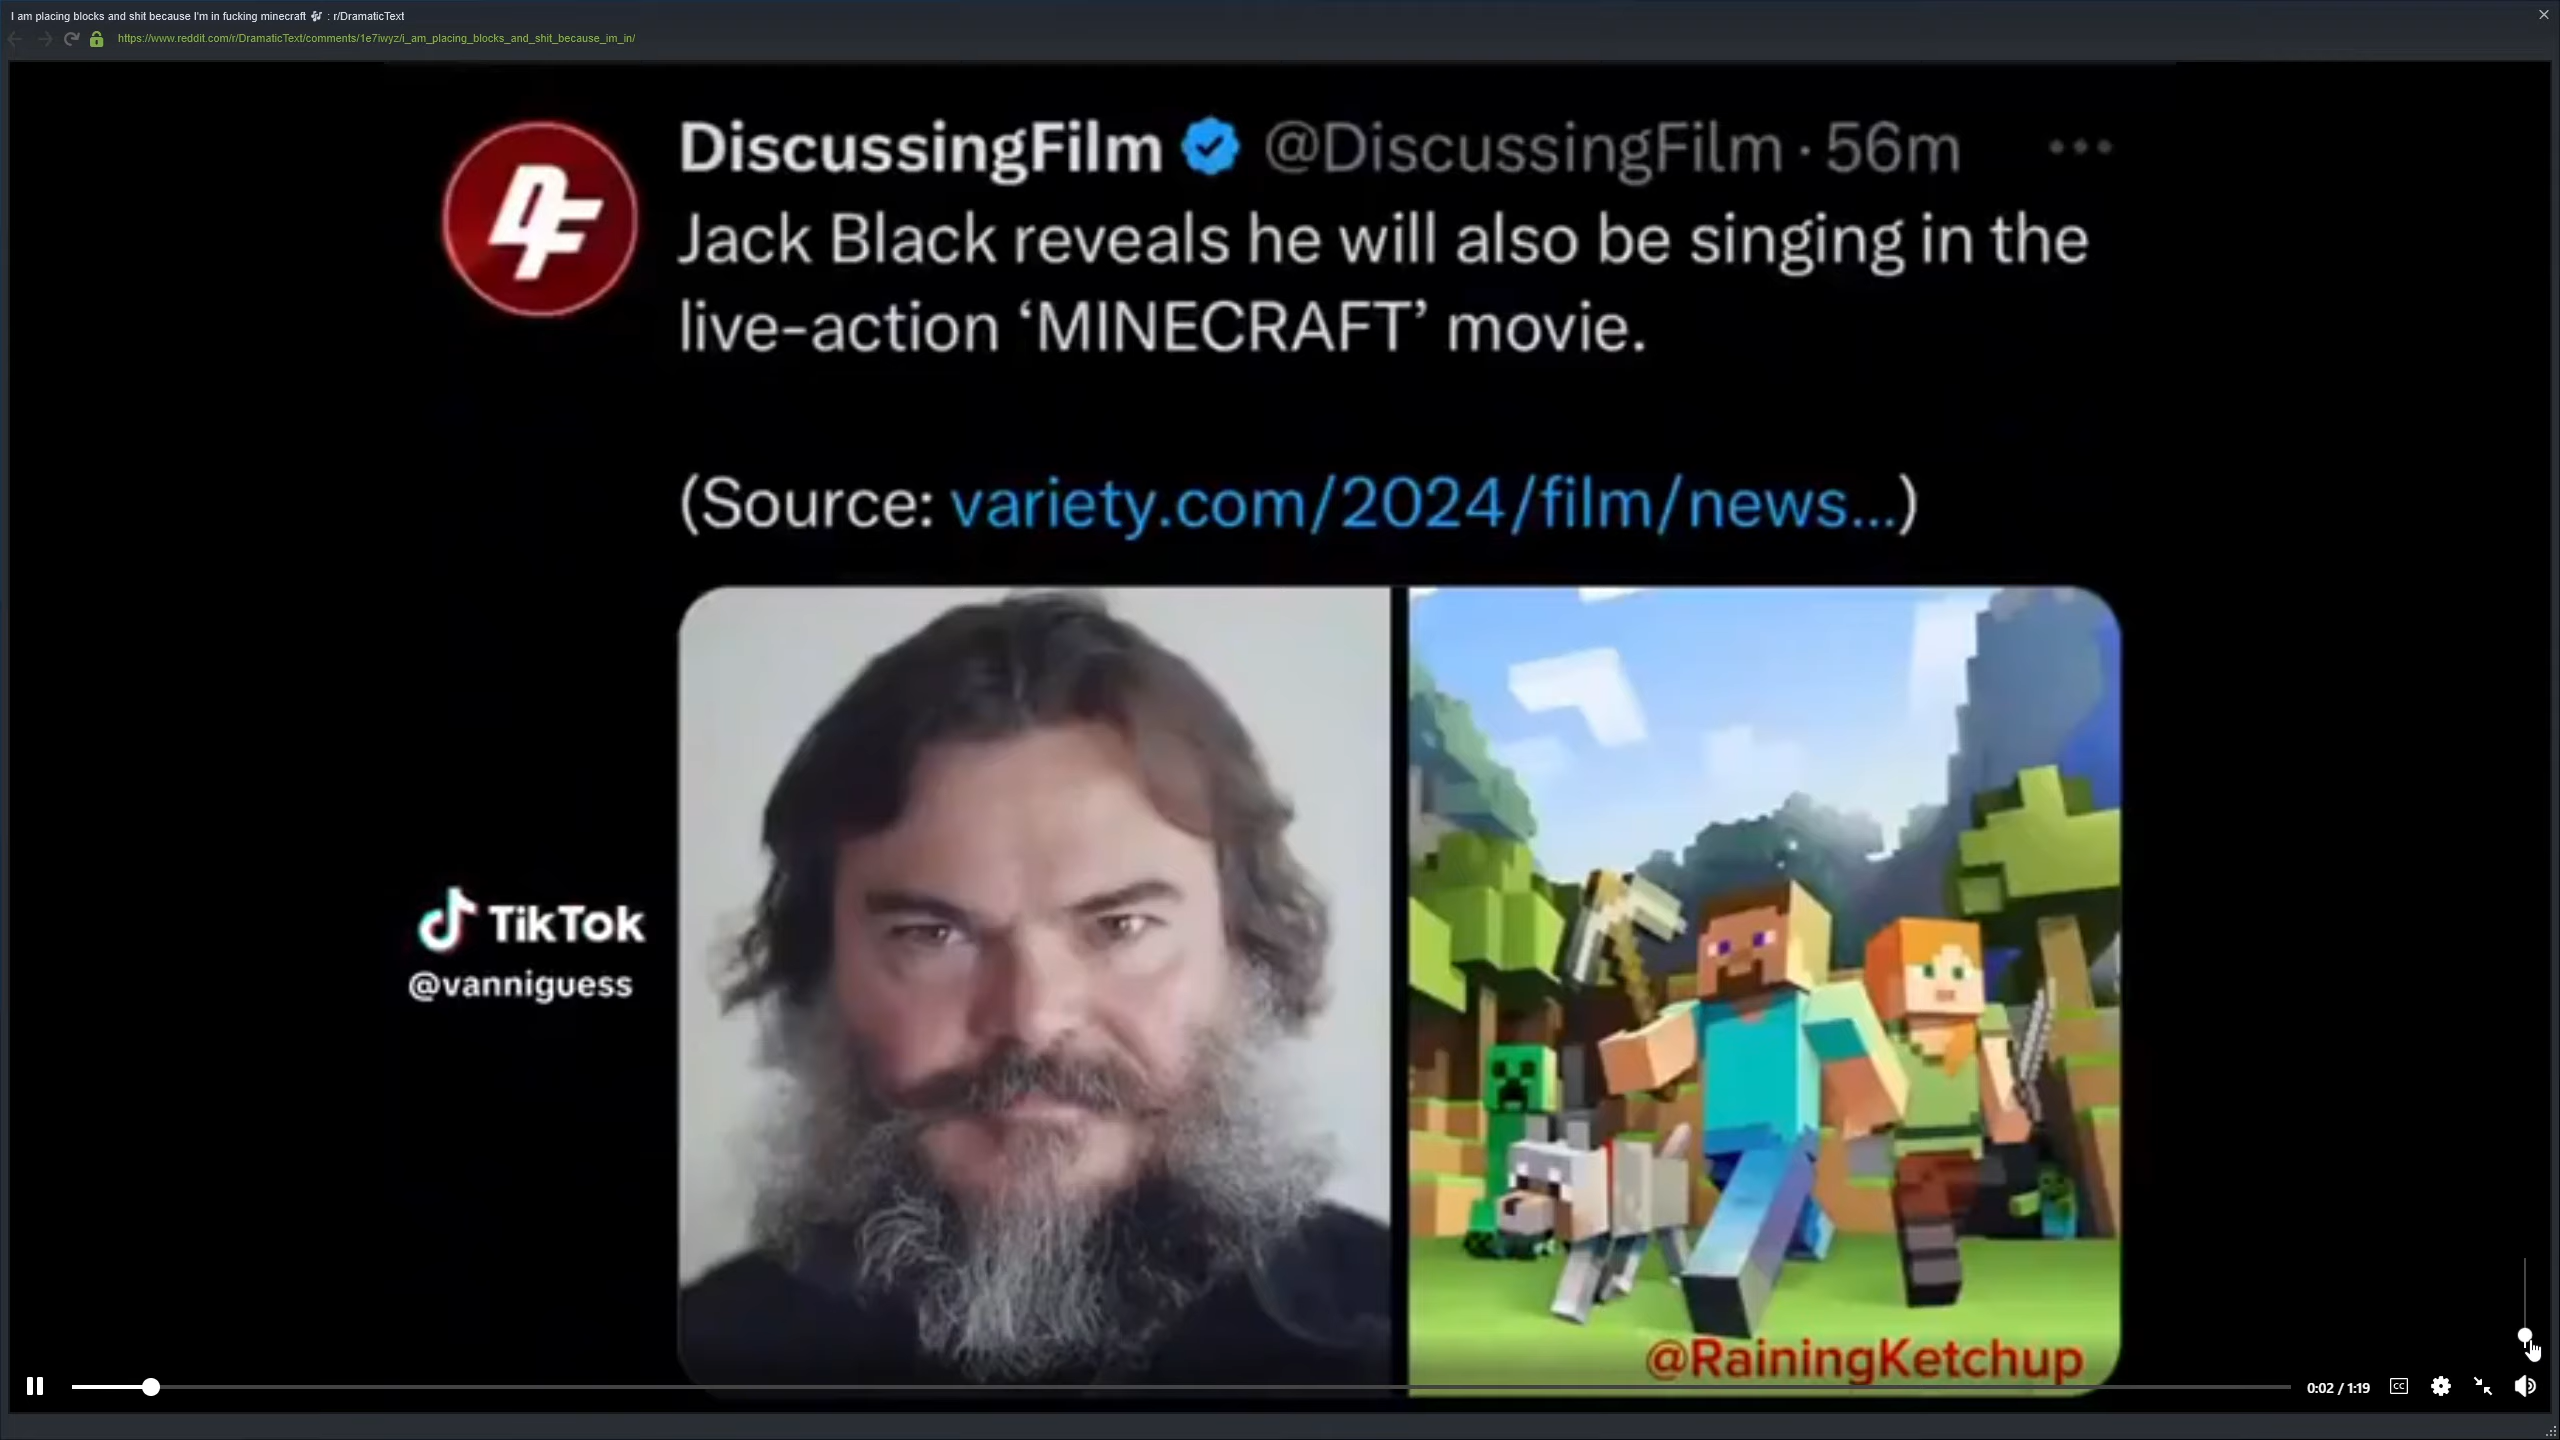 I am placing blocks and shit because I'm in fucking minecraft 🎶 : r/DramaticText
https://www.reddit.com/r/DramaticText/comments/1e7iwyz/i_am_placing_blocks_and_shit_because_im_in/
DF
DiscussingFilm @DiscussingFilm · 56m
Jack Black reveals he will also be singing in the
live-action ‘MINECRAFT’ movie.
(Source: variety.com/2024/film/news...)
TikTok
@vanniguess
@RainingKetchup
0:02 / 1:19
CC